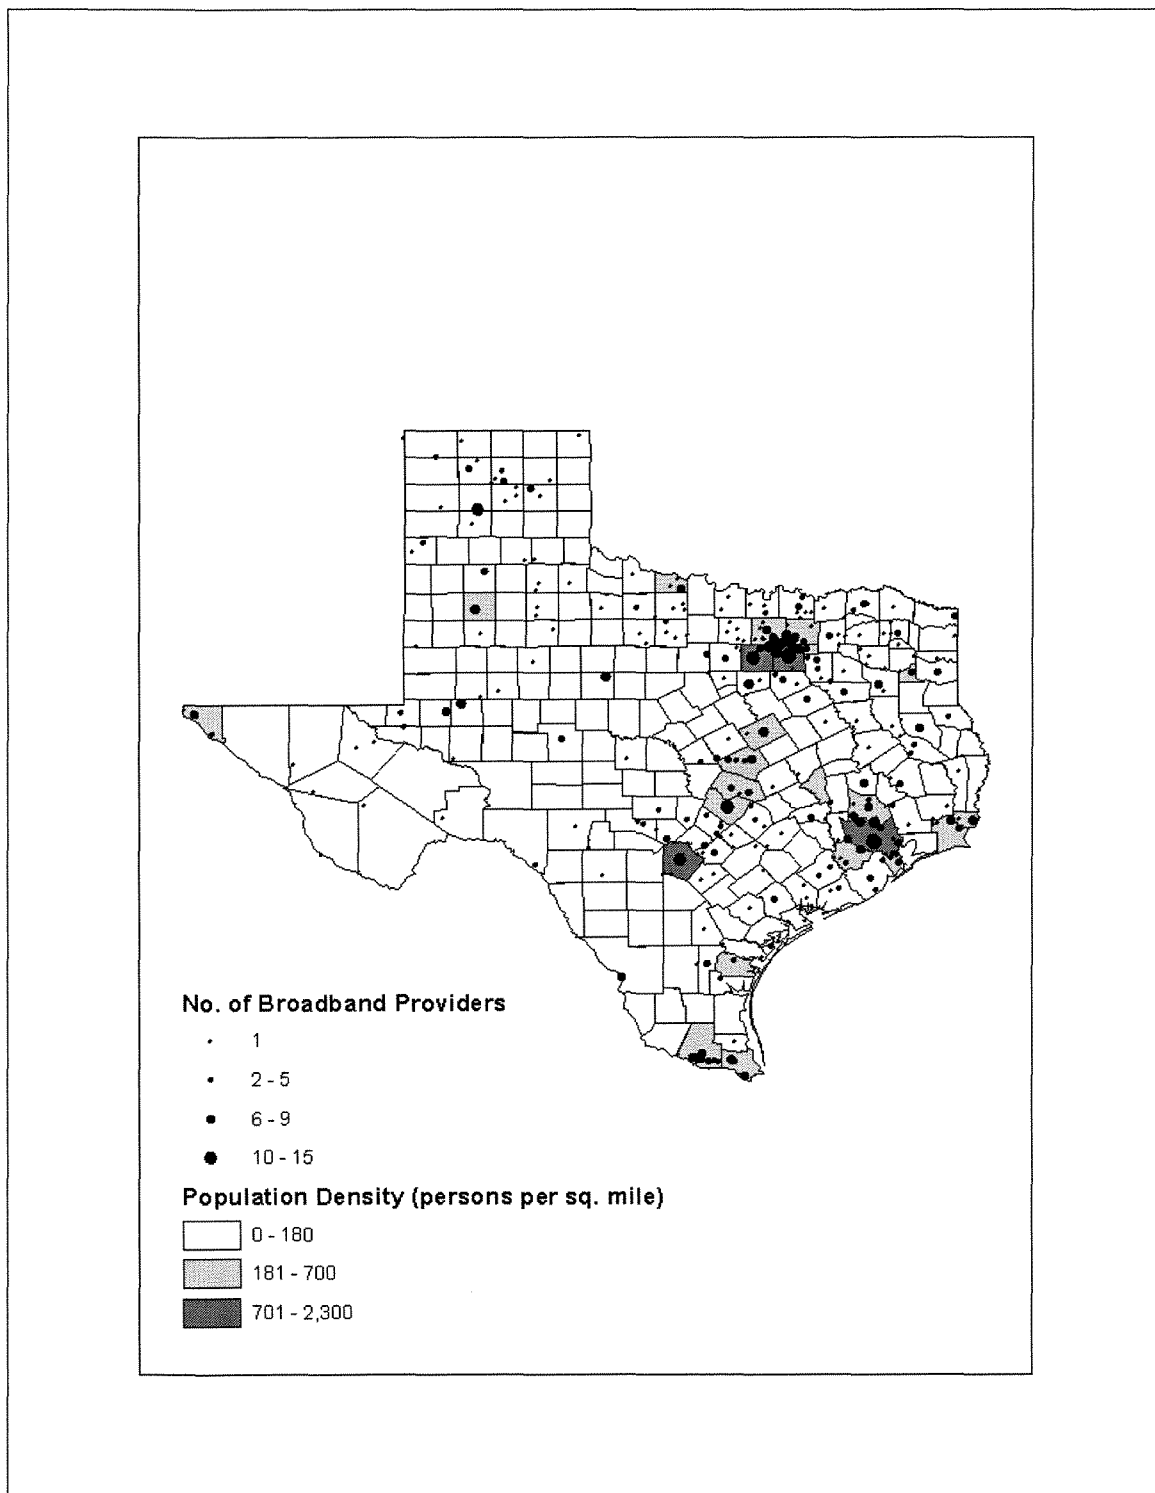 No. of Broadband Providers
1
2 - 5
6 - 9
10 - 15
Population Density (persons per sq. mile)
0 - 180
181 - 700
701 - 2,300